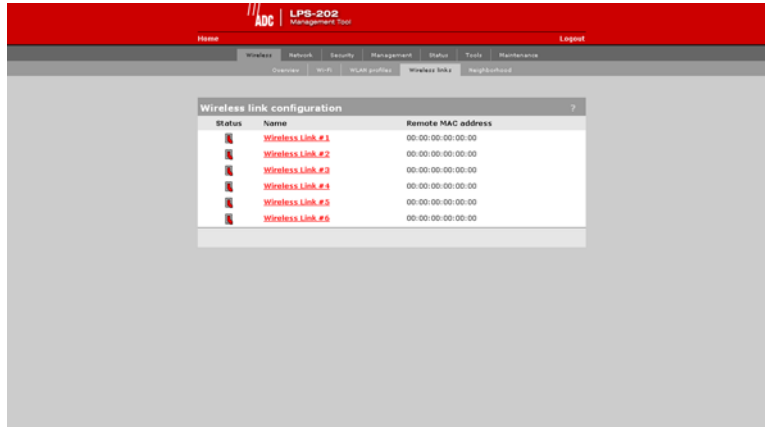 ADC LPS-202
Management Tool
Home Logout
Wireless Network Security Management Status Tools Maintenance
Overview Wi-Fi WLAN profiles Wireless links Neighborhood
Wireless link configuration ?
Status Name Remote MAC address
Wireless Link #1 00:00:00:00:00:00
Wireless Link #2 00:00:00:00:00:00
Wireless Link #3 00:00:00:00:00:00
Wireless Link #4 00:00:00:00:00:00
Wireless Link #5 00:00:00:00:00:00
Wireless Link #6 00:00:00:00:00:00